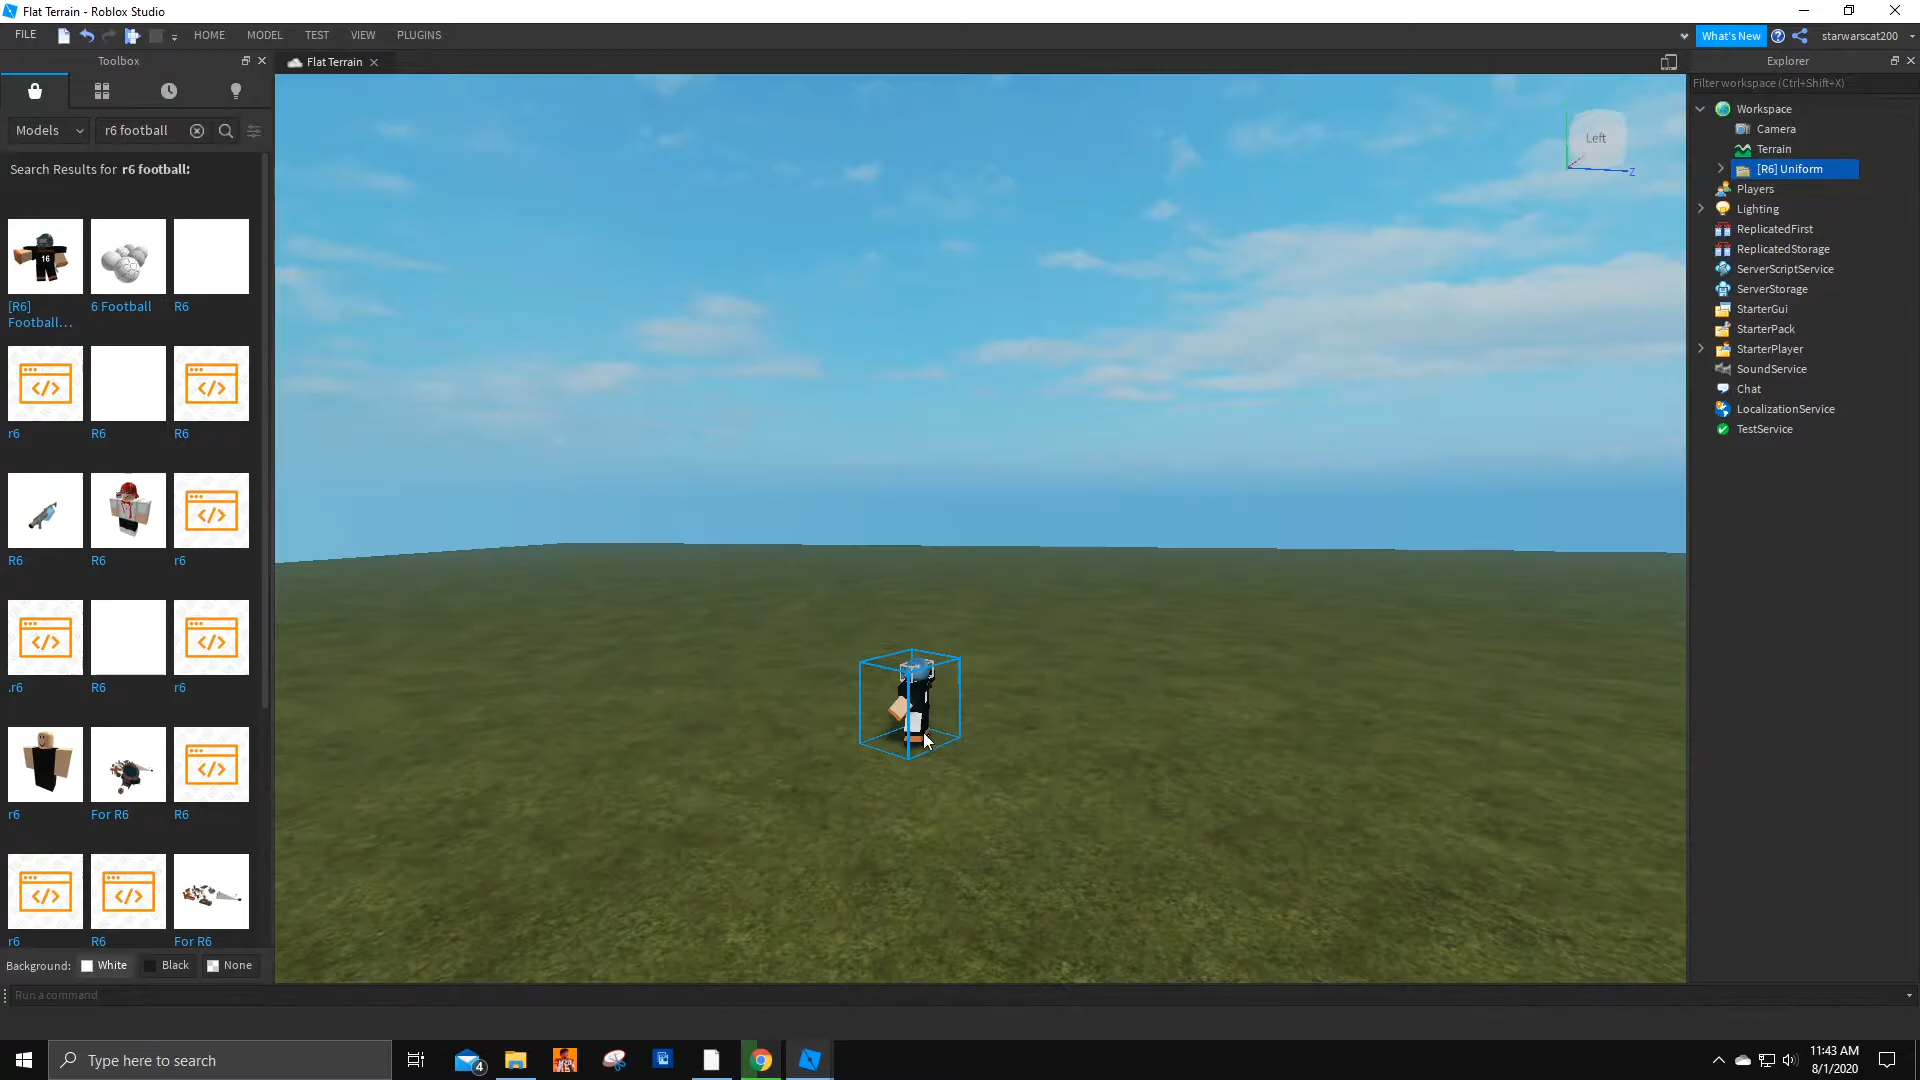 Flat Terrain - Roblox Studio
FILE HOME MODEL TEST VIEW PLUGINS What's New starwarscat200
Toolbox
Flat Terrain
Explorer
Models r6 football
Filter workspace (Ctrl+Shift+X)
Search Results for r6 football:
16
[R6] Football...
6 Football
R6
r6
R6
R6
R6
R6
r6
.r6
R6
r6
r6
For R6
R6
r6
R6
For R6
Background: White Black None
Left
Z
Workspace
Camera
Terrain
[R6] Uniform
Players
Lighting
ReplicatedFirst
ReplicatedStorage
ServerScriptService
ServerStorage
StarterGui
StarterPack
StarterPlayer
SoundService
Chat
LocalizationService
TestService
Run a command
Type here to search
4
11:43 AM
8/1/2020